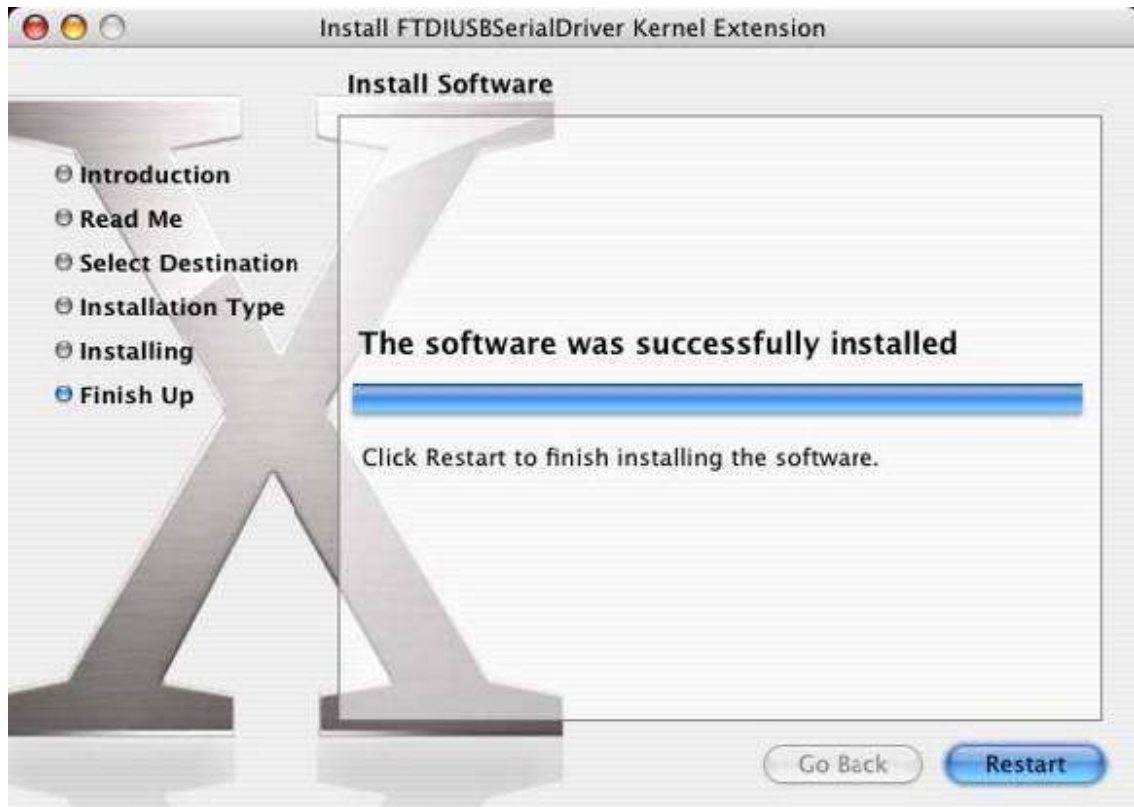 Install FTDIUSBSerialDriver Kernel Extension
Install Software
Introduction
Read Me
Select Destination
Installation Type
Installing
Finish Up
The software was successfully installed
Click Restart to finish installing the software.
Go Back
Restart